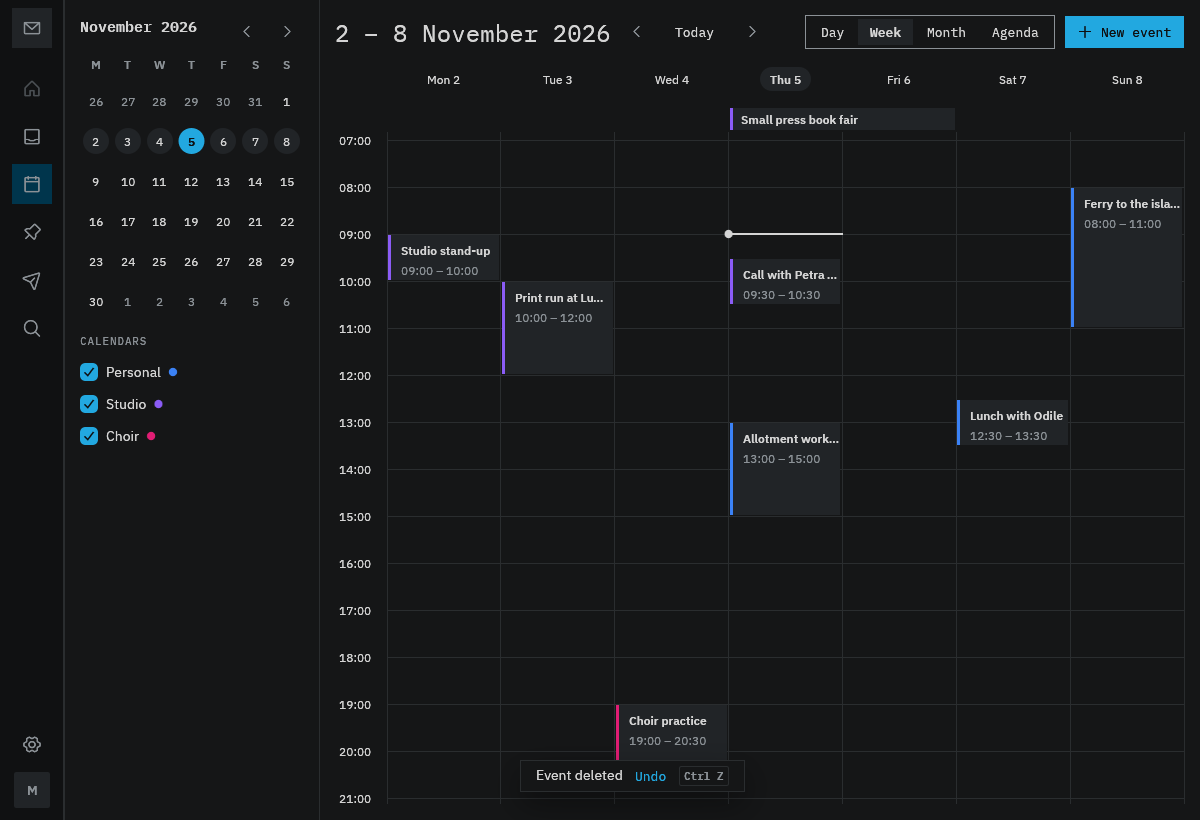 November 2026
M T W T F S S
26 27 28 29 30 31 1
2 3 4 5 6 7 8
9 10 11 12 13 14 15
16 17 18 19 20 21 22
23 24 25 26 27 28 29
30 1 2 3 4 5 6
CALENDARS
Personal
Studio
Choir
M
2 – 8 November 2026
Today
Day Week Month Agenda
New event
Mon 2 Tue 3 Wed 4 Thu 5 Fri 6 Sat 7 Sun 8
Small press book fair
07:00
08:00
09:00
10:00
11:00
12:00
13:00
14:00
15:00
16:00
17:00
18:00
19:00
20:00
21:00
Studio stand-up
09:00 – 10:00
Print run at Lu…
10:00 – 12:00
Choir practice
19:00 – 20:30
Call with Petra …
09:30 – 10:30
Allotment work…
13:00 – 15:00
Lunch with Odile
12:30 – 13:30
Ferry to the isla…
08:00 – 11:00
Event deleted Undo Ctrl Z